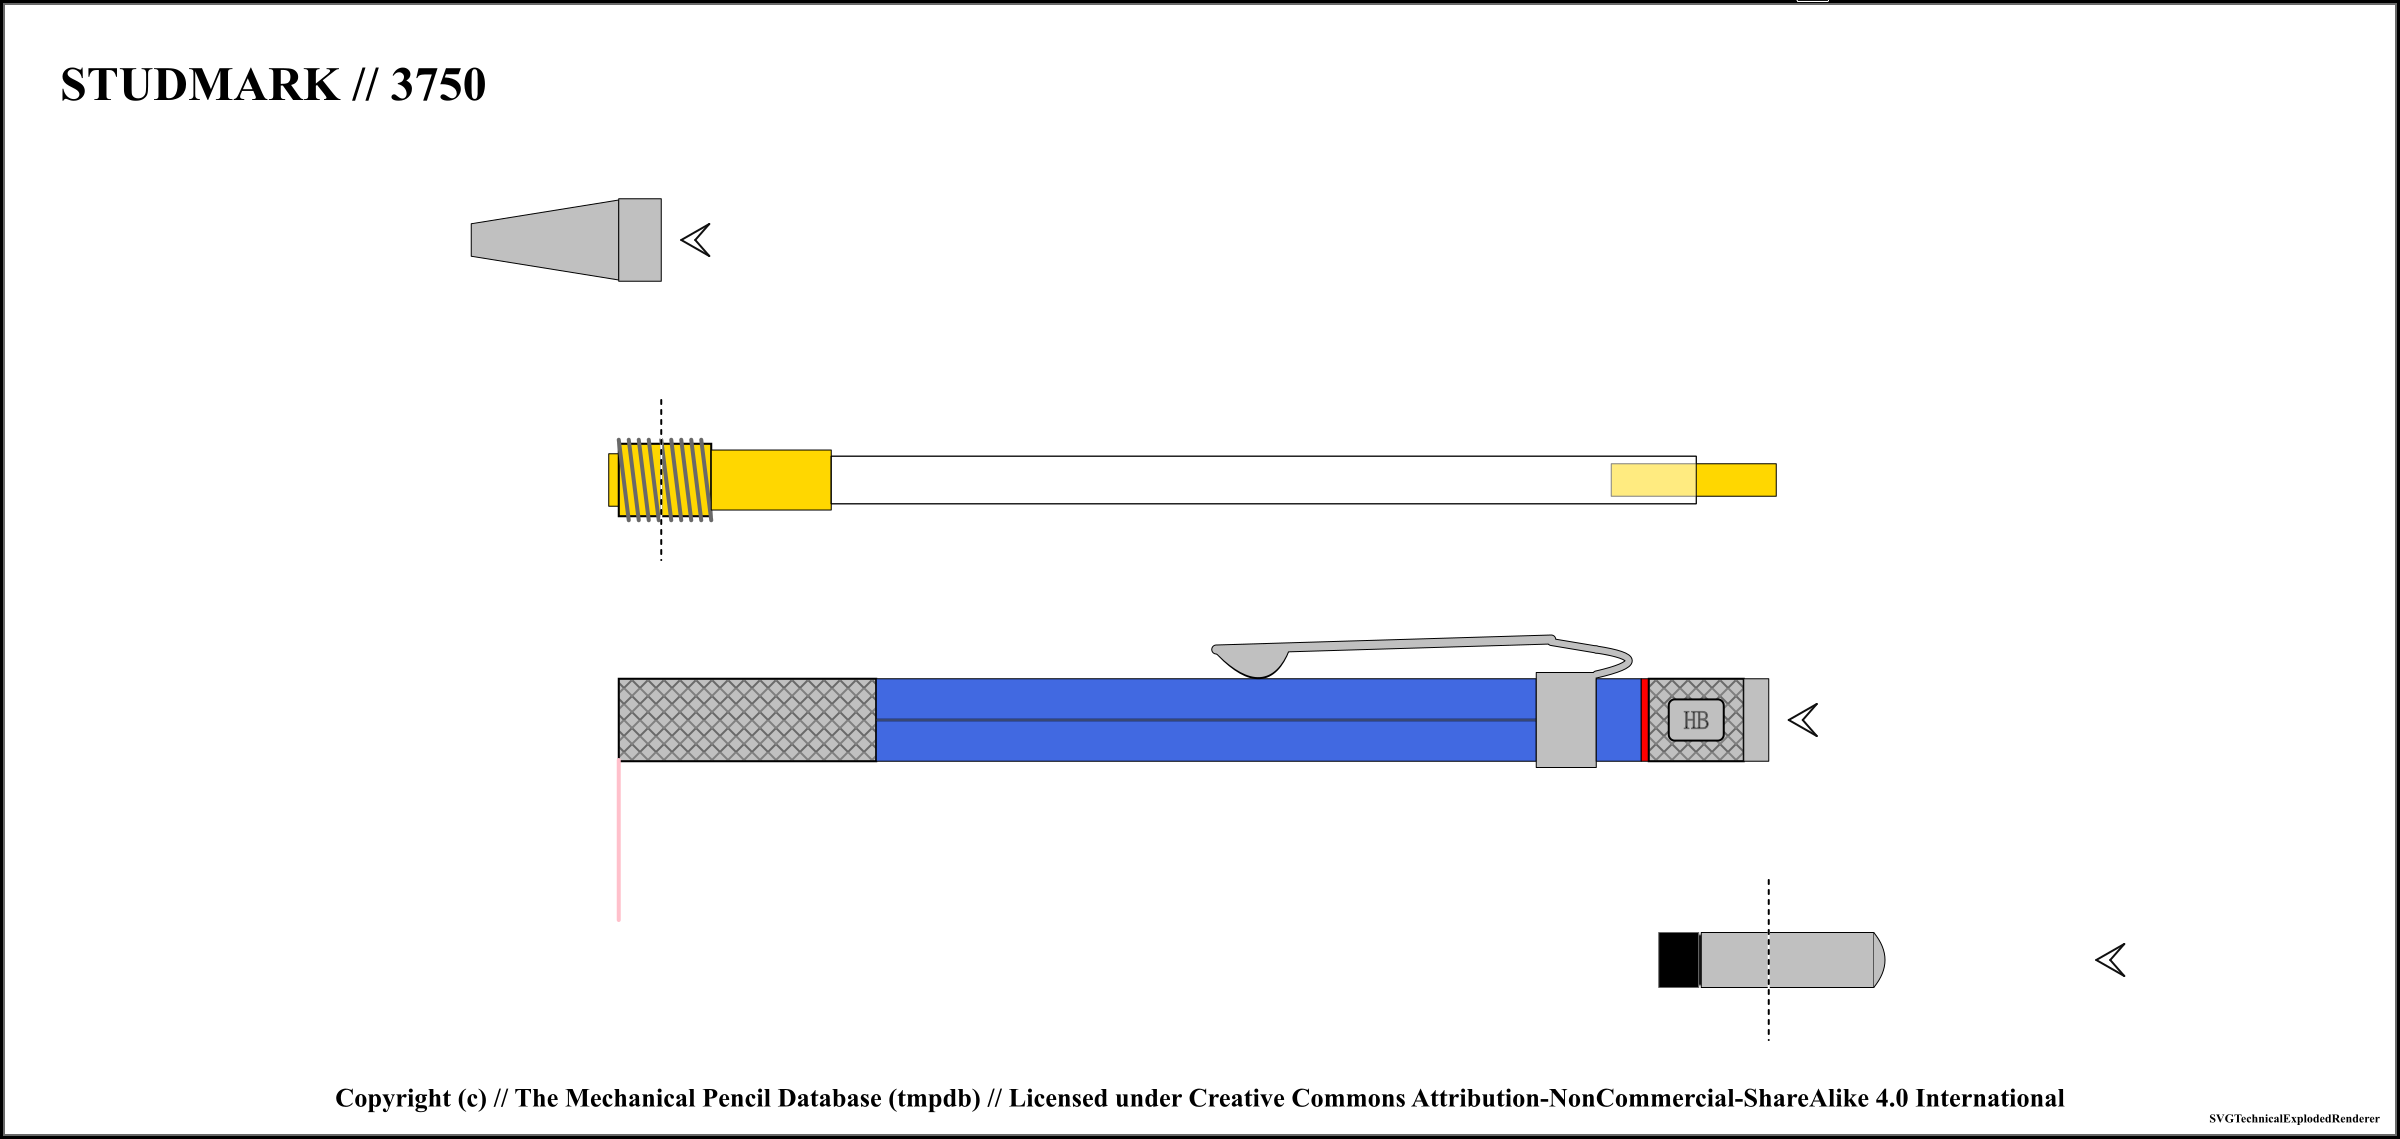 STUDMARK // 3750
HB
Copyright (c) // The Mechanical Pencil Database (tmpdb) // Licensed under Creative Commons Attribution-NonCommercial-ShareAlike 4.0 International
SVGTechnicalExplodedRenderer